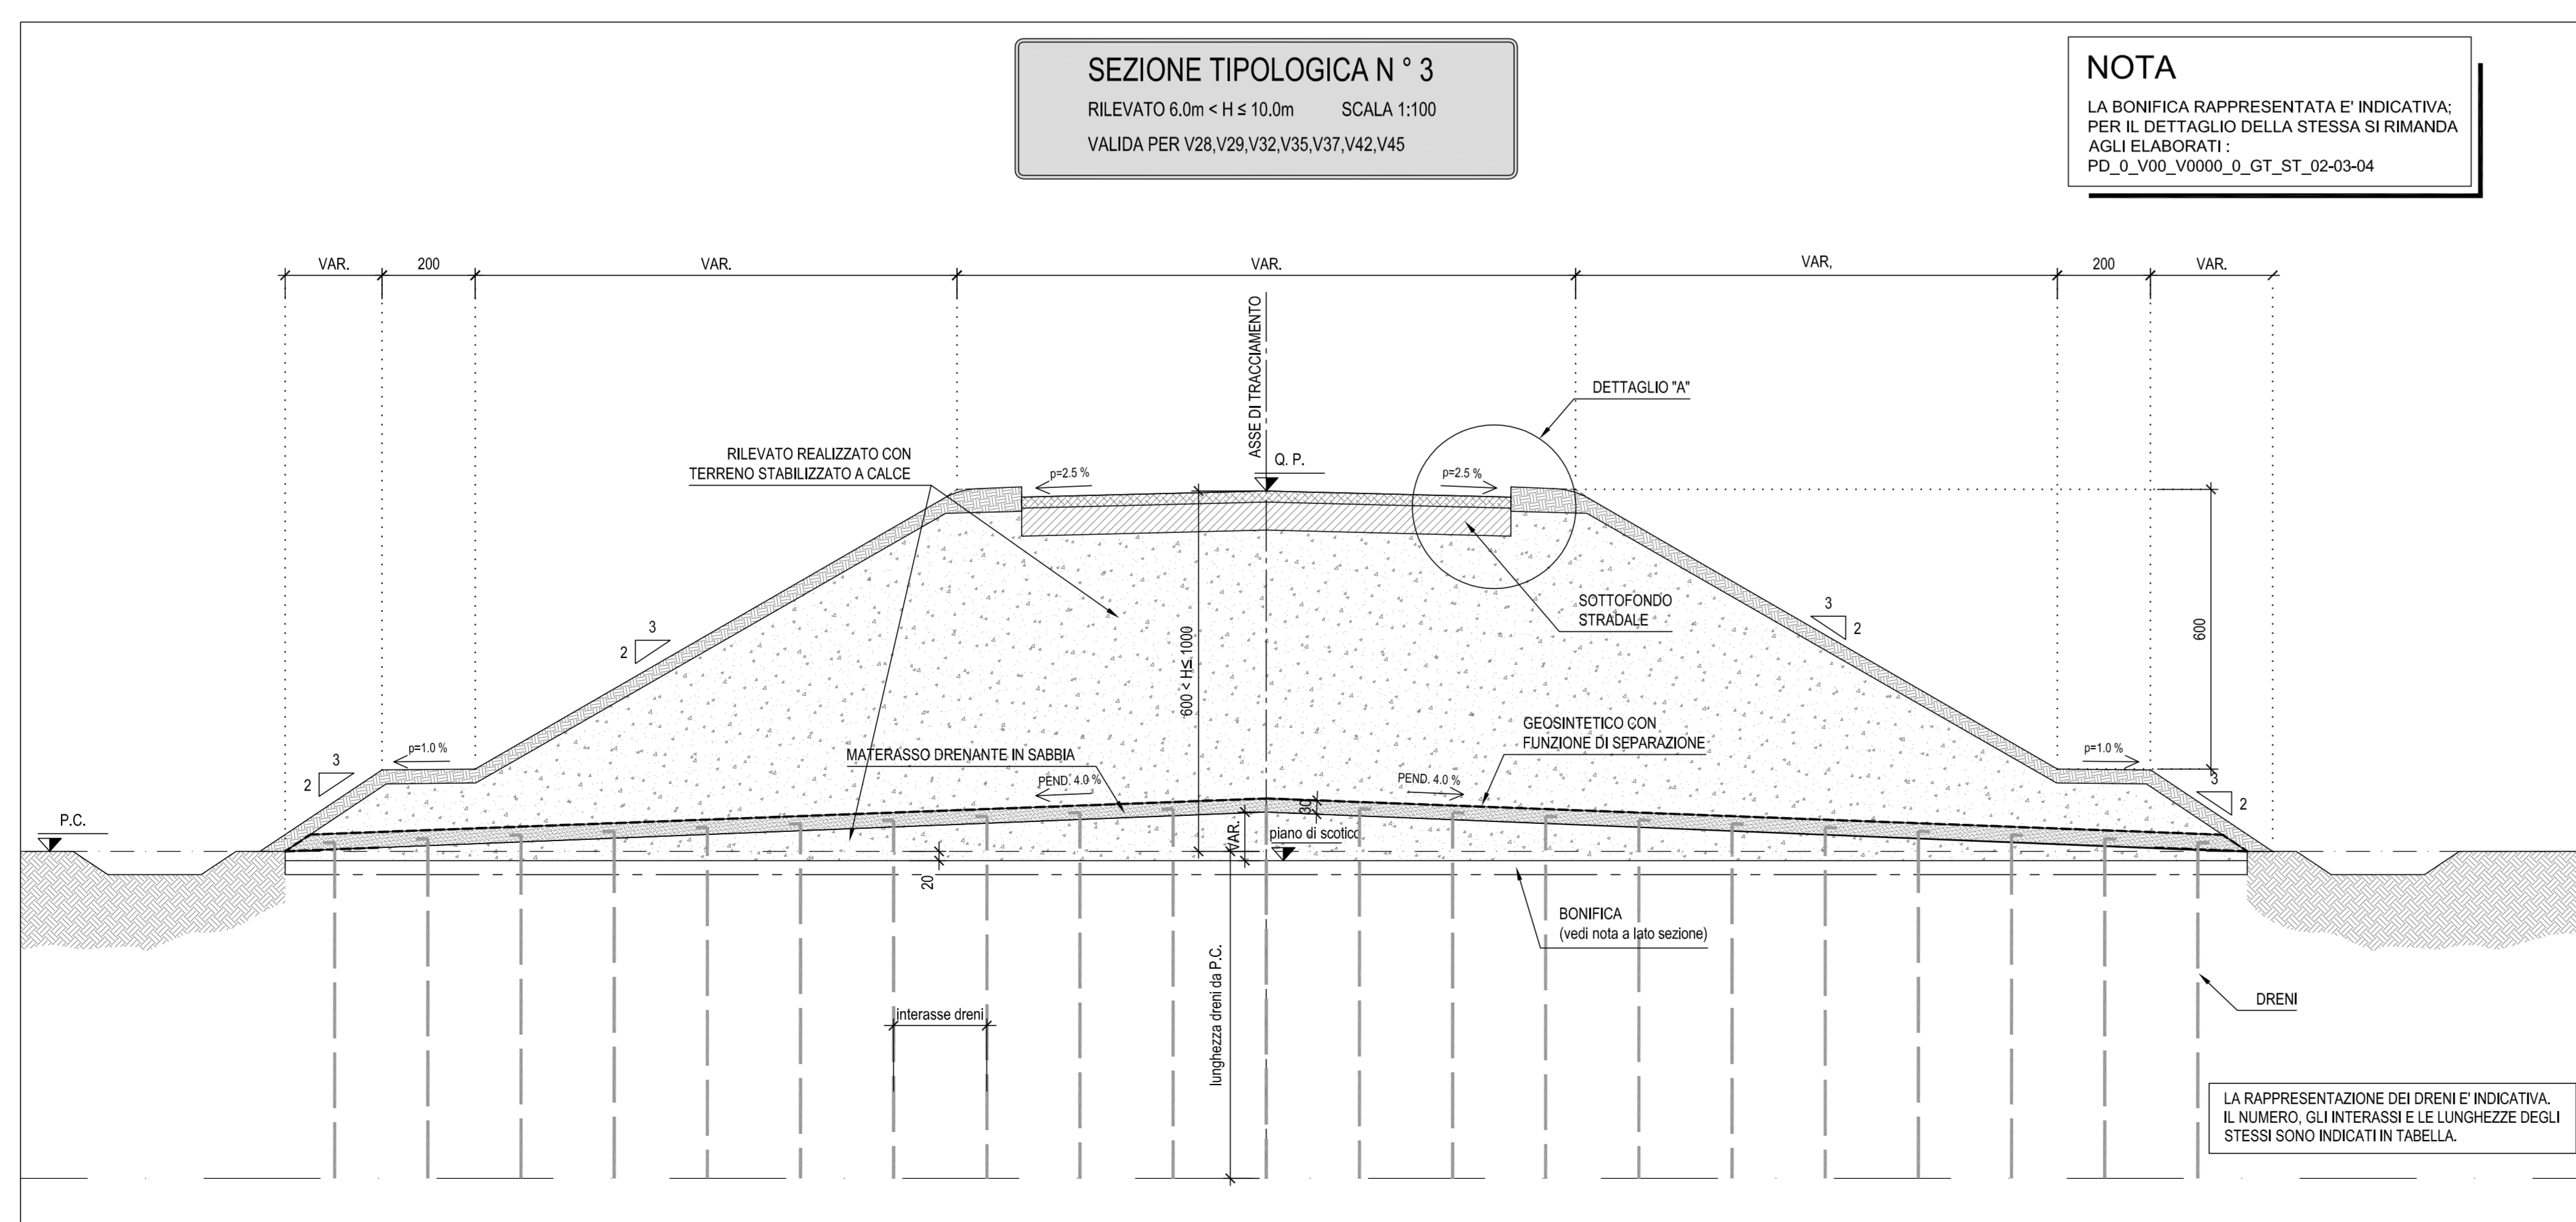 SEZIONE TIPOLOGICA N ° 3
RILEVATO 6.0m < H ≤ 10.0m SCALA 1:100
VALIDA PER V28,V29,V32,V35,V37,V42,V45
NOTA
LA BONIFICA RAPPRESENTATA E' INDICATIVA;
PER IL DETTAGLIO DELLA STESSA SI RIMANDA
AGLI ELABORATI :
PD_0_V00_V0000_0_GT_ST_02-03-04
VAR. 200 VAR. VAR. VAR, 200 VAR.
ASSE DI TRACCIAMENTO
DETTAGLIO "A"
RILEVATO REALIZZATO CON
TERRENO STABILIZZATO A CALCE
Q. P.
p=2.5 %
p=2.5 %
SOTTOFONDO
STRADALE
3
2
3
2
600
600 < H≤ 1000
GEOSINTETICO CON
FUNZIONE DI SEPARAZIONE
MATERASSO DRENANTE IN SABBIA
p=1.0 %
p=1.0 %
3
2
3
2
PEND. 4.0 %
PEND. 4.0 %
30
VAR.
piano di scotico
P.C.
20
BONIFICA
(vedi nota a lato sezione)
lunghezza dreni da P.C.
interasse dreni
DRENI
LA RAPPRESENTAZIONE DEI DRENI E' INDICATIVA.
IL NUMERO, GLI INTERASSI E LE LUNGHEZZE DEGLI
STESSI SONO INDICATI IN TABELLA.